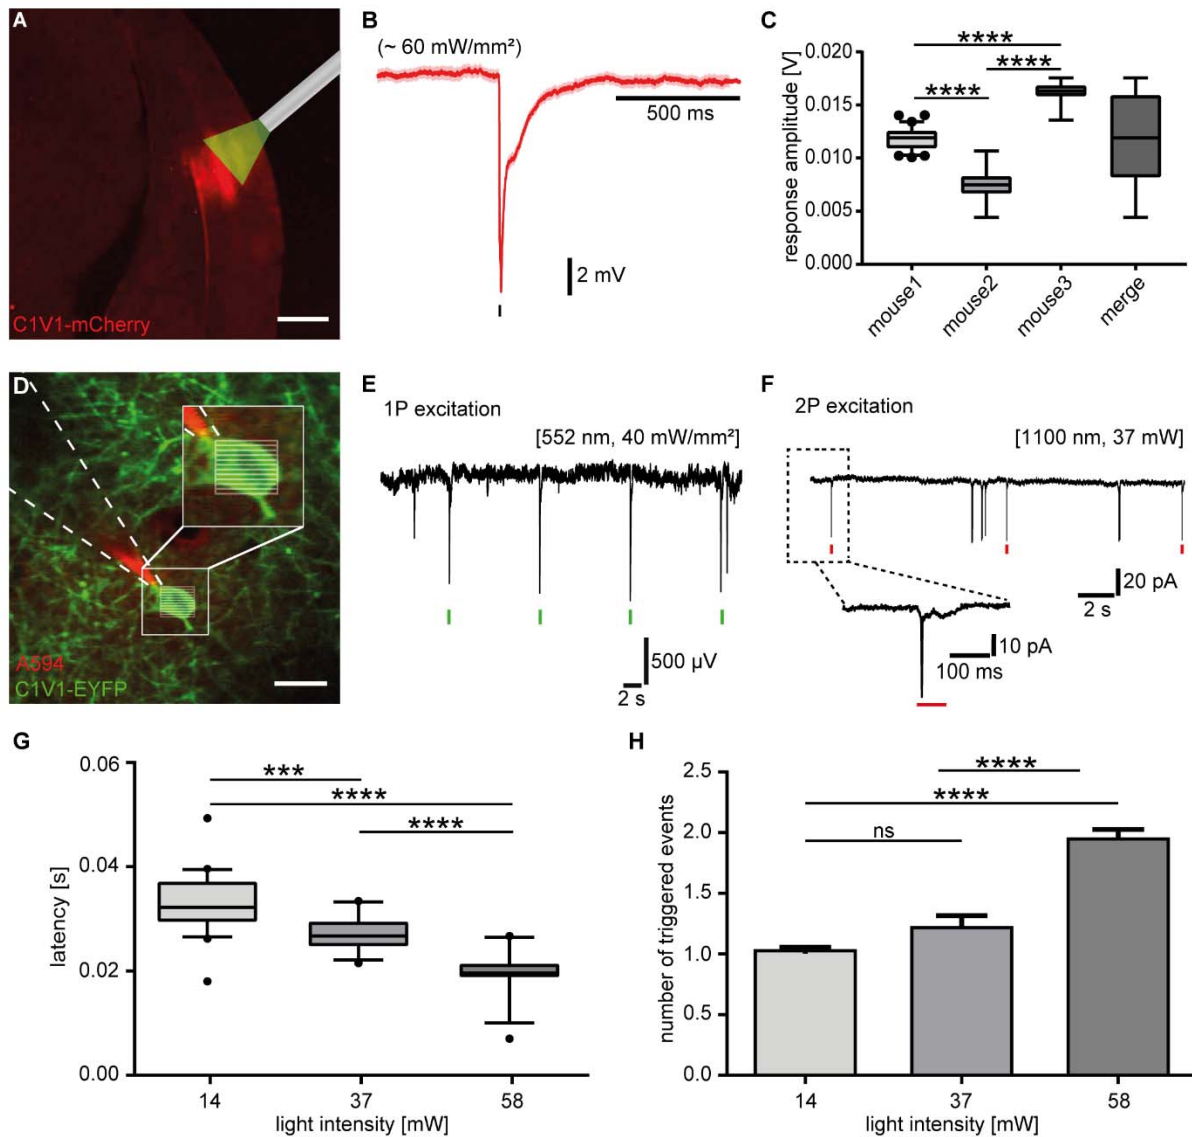 A
C1V1-mCherry
B
(~ 60 mW/mm²)
500 ms
2 mV
C
****
****
****
response amplitude [V]
0.020
0.015
0.010
0.005
0.000
mouse1
mouse2
mouse3
merge
D
A594
C1V1-EYFP
E
1P excitation
[552 nm, 40 mW/mm²]
500 µV
2 s
F
2P excitation
[1100 nm, 37 mW]
20 pA
2 s
10 pA
100 ms
G
***
****
****
latency [s]
0.06
0.04
0.02
0.00
14
37
58
light intensity [mW]
H
****
****
ns
number of triggered events
2.5
2.0
1.5
1.0
0.5
0.0
14
37
58
light intensity [mW]